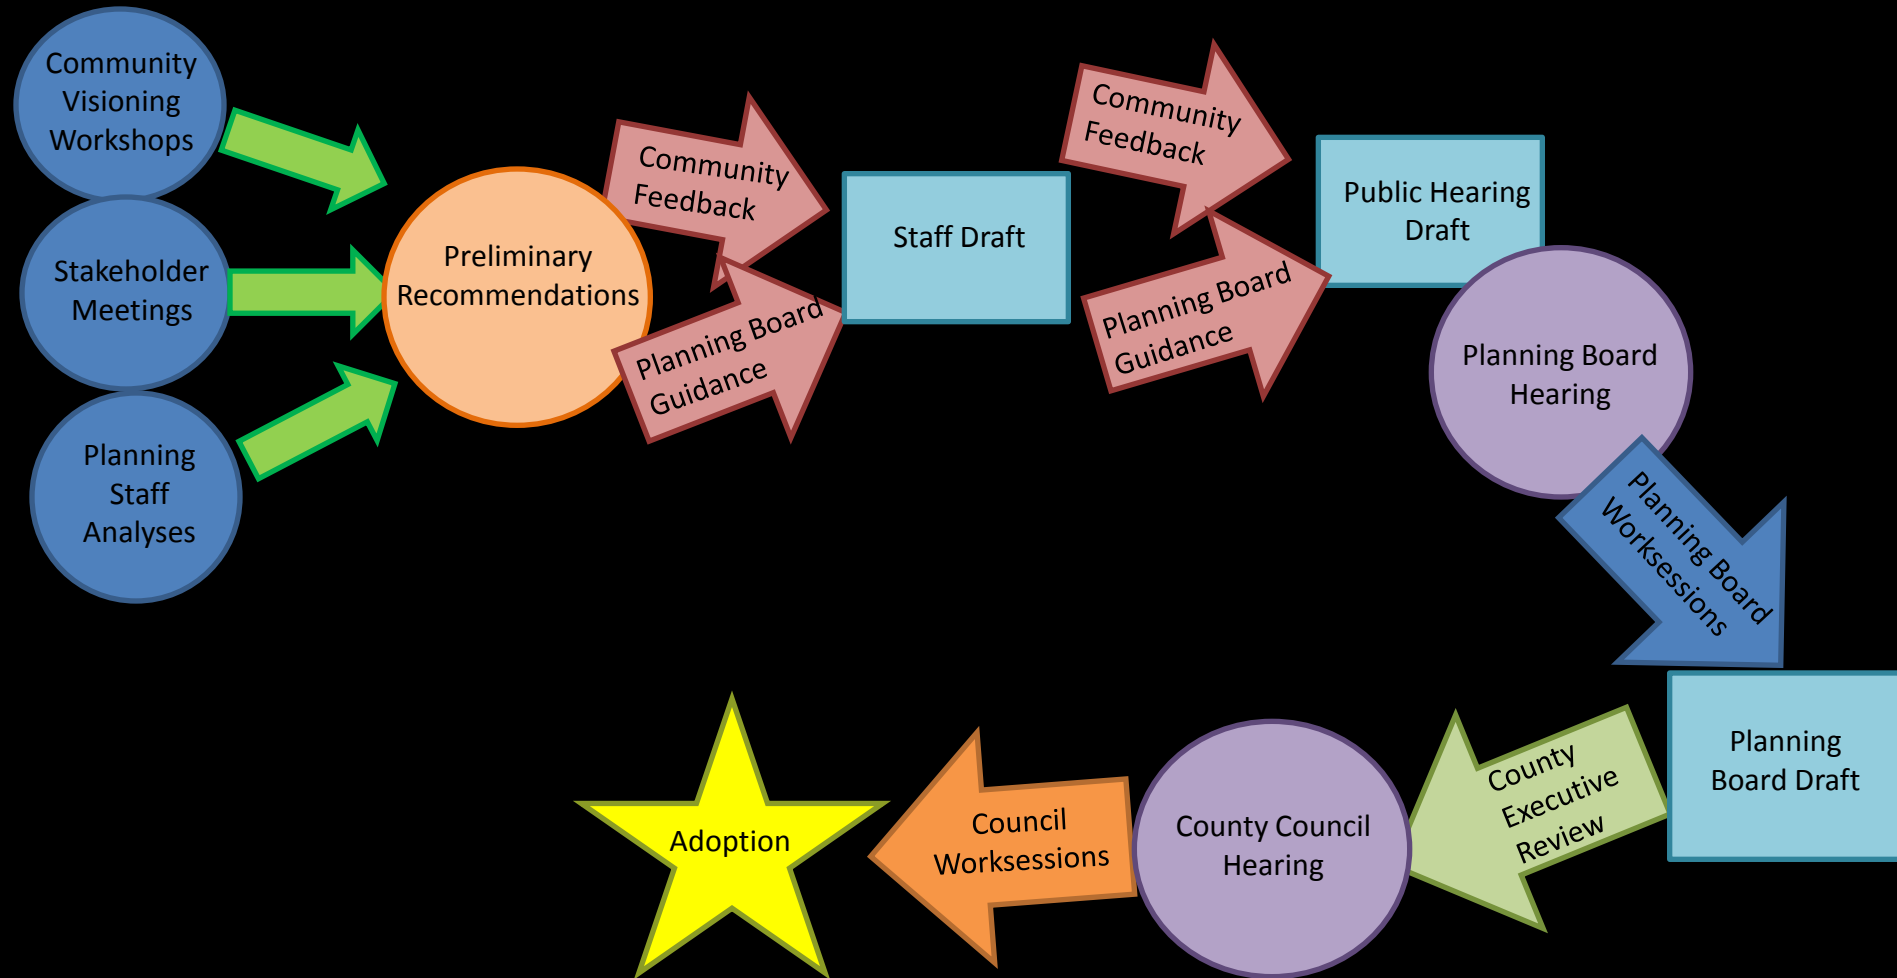 Community
Visioning
Workshops
Stakeholder
Meetings
Planning
Staff
Analyses
Preliminary
Recommendations
Community
Feedback
Planning Board
Guidance
Staff Draft
Community
Feedback
Planning Board
Guidance
Public Hearing
Draft
Planning Board
Hearing
Planning Board
Worksessions
Planning
Board Draft
County
Executive
Review
County Council
Hearing
Council
Worksessions
Adoption